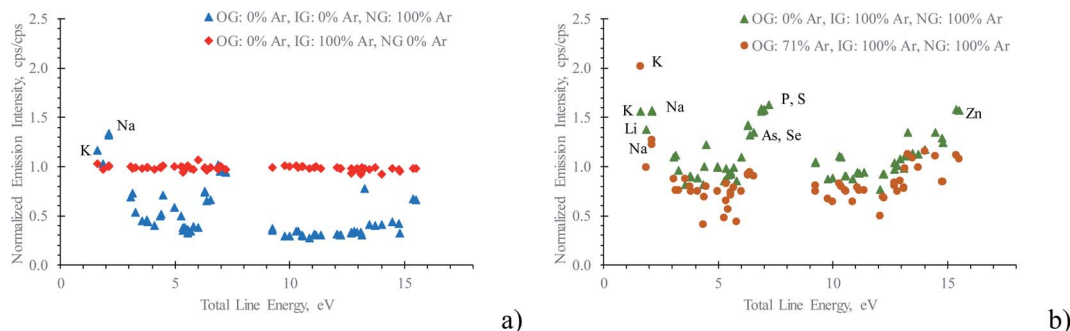 OG: 0% Ar, IG: 0% Ar, NG: 100% Ar
OG: 0% Ar, IG: 100% Ar, NG 0% Ar
Normalized Emission Intensity, cps/cps
2.5
2.0
1.5
1.0
0.5
0.0
K
Na
0
5
10
15
Total Line Energy, eV
a)
OG: 0% Ar, IG: 100% Ar, NG: 100% Ar
OG: 71% Ar, IG: 100% Ar, NG: 100% Ar
Normalized Emission Intensity, cps/cps
2.5
2.0
1.5
1.0
0.5
0.0
K
K
Na
Li
Na
P, S
As, Se
Zn
0
5
10
15
Total Line Energy, eV
b)